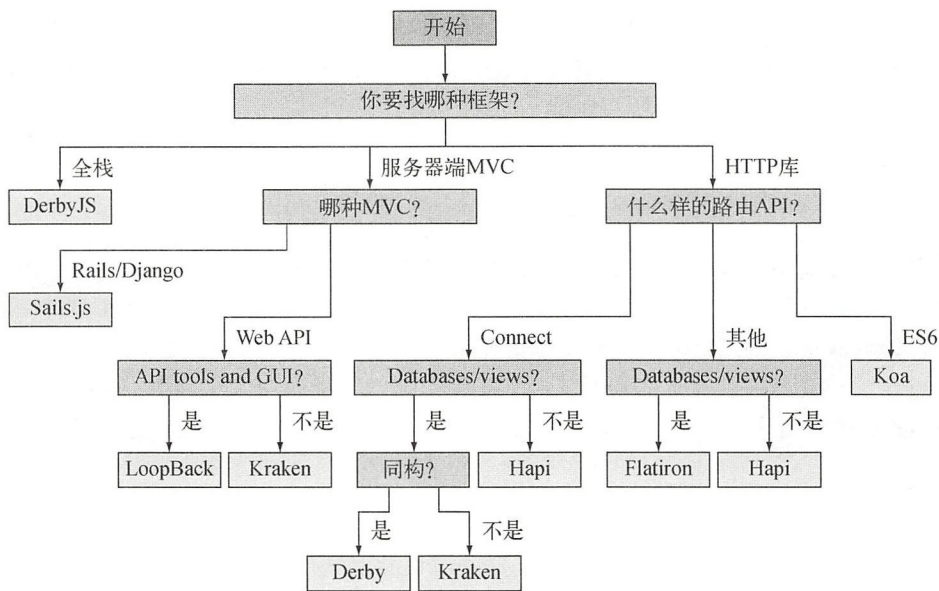 开始
你要找哪种框架?
全栈
服务器端MVC
HTTP库
DerbyJS
哪种MVC?
什么样的路由API?
Rails/Django
Sails.js
Web API
Connect
其他
ES6
API tools and GUI?
Databases/views?
Databases/views?
Koa
是
不是
是
不是
是
不是
LoopBack
Kraken
同构?
Hapi
Flatiron
Hapi
是
不是
Derby
Kraken